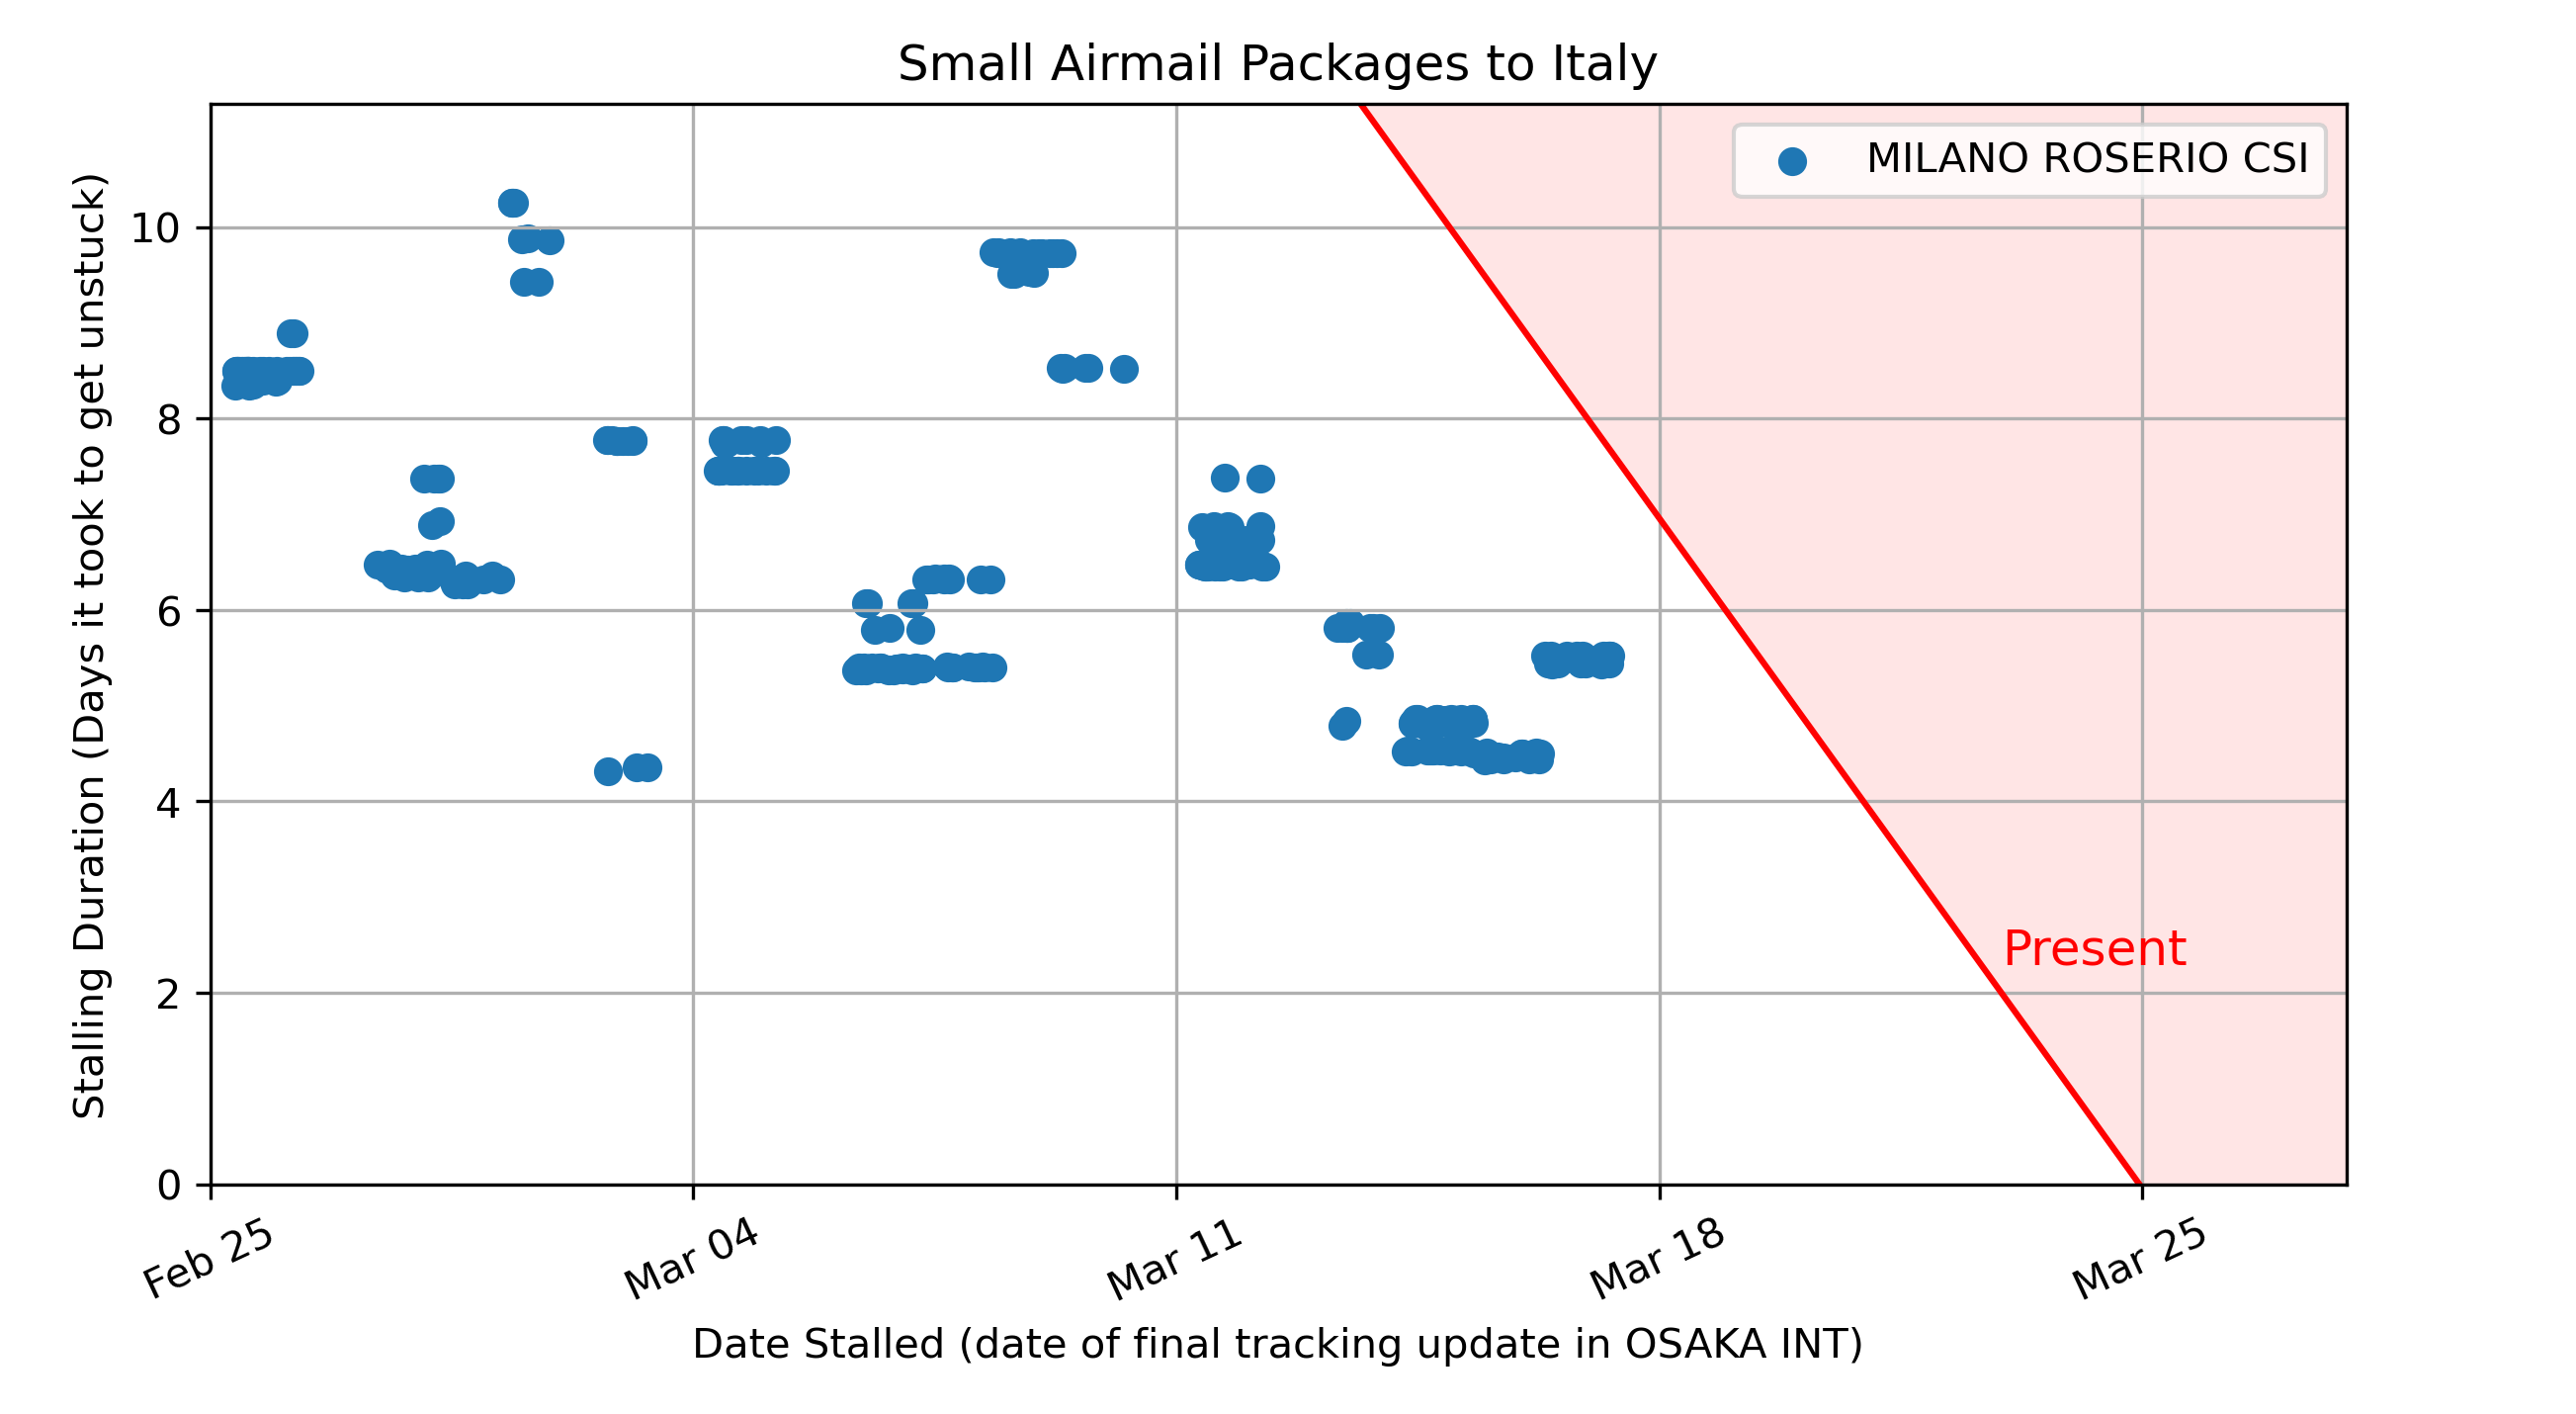 Small Airmail Packages to Italy
MILANO ROSERIO CSI
Stalling Duration (Days it took to get unstuck)
10
8
6
4
2
0
Present
Feb 25
Mar 04
Mar 11
Mar 18
Mar 25
Date Stalled (date of final tracking update in OSAKA INT)